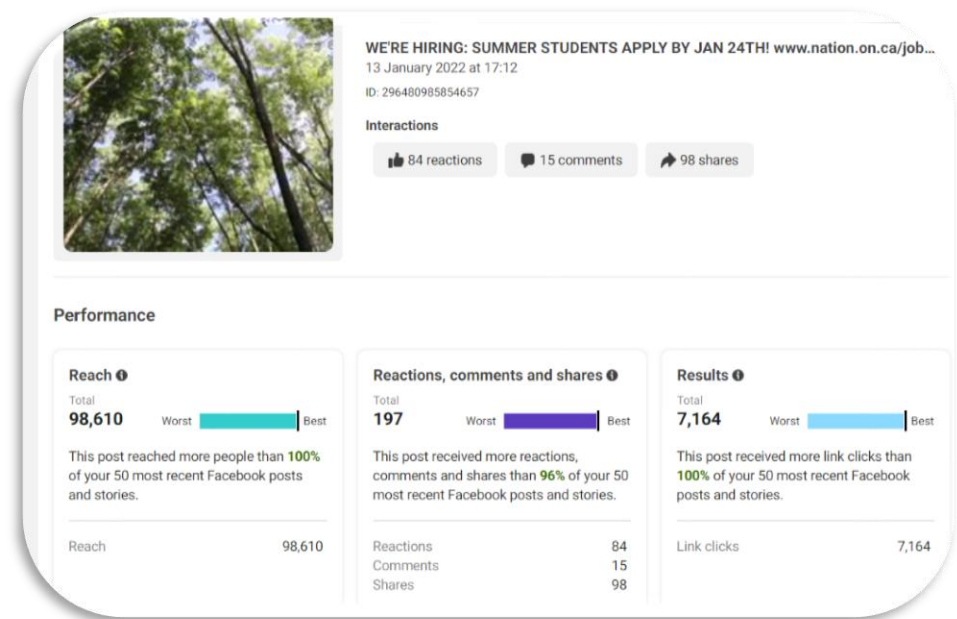 WE'RE HIRING: SUMMER STUDENTS APPLY BY JAN 24TH! www.nation.on.ca/job...
13 January 2022 at 17:12
ID: 296480985854657
Interactions
84 reactions
15 comments
98 shares
Performance
Reach
Total
98,610
Worst
Best
This post reached more people than 100%
of your 50 most recent Facebook posts
and stories.
Reach
98,610
Reactions, comments and shares
Total
197
Worst
Best
This post received more reactions,
comments and shares than 96% of your 50
most recent Facebook posts and stories.
Reactions
84
Comments
15
Shares
98
Results
Total
7,164
Worst
Best
This post received more link clicks than
100% of your 50 most recent Facebook
posts and stories.
Link clicks
7,164